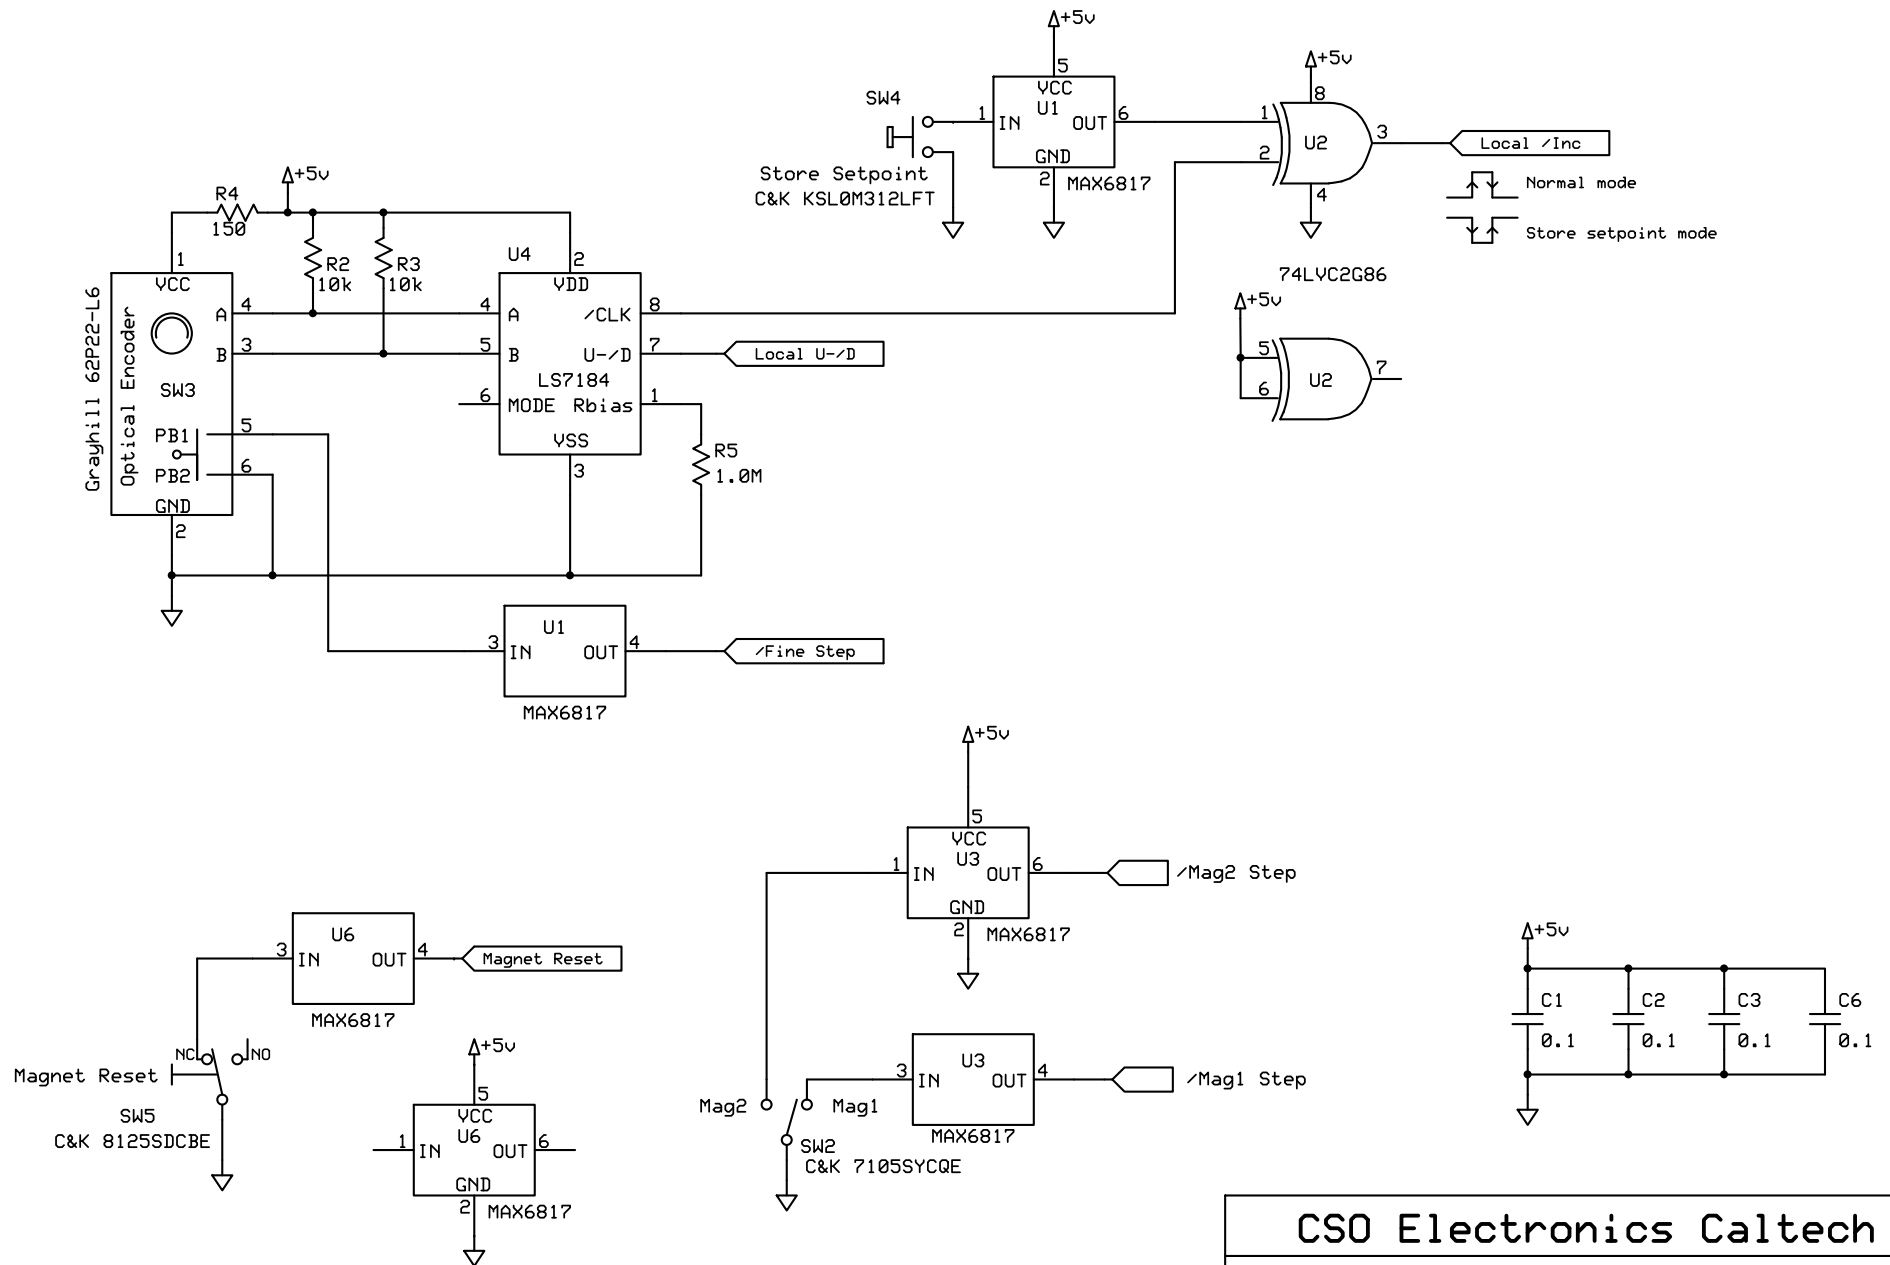 +5v
5
VCC
U1
1
IN
OUT
6
GND
2
MAX6817
SW4
Store Setpoint
C&K KSL0M312LFT
+5v
8
1
2
U2
3
4
Local /Inc
Normal mode
Store setpoint mode
74LVC2G86
+5v
5
6
U2
7
+5v
R4
150
R2
10k
R3
10k
1
VCC
Grayhill 62P22-L6
Optical Encoder
A
4
B
3
SW3
PB1
5
PB2
6
GND
2
U4
2
VDD
4
A
/CLK
8
5
B
U-/D
7
LS7184
6
MODE
Rbias
1
VSS
3
Local U-/D
R5
1.0M
U1
3
IN
OUT
4
MAX6817
/Fine Step
+5v
5
VCC
U3
1
IN
OUT
6
GND
2
MAX6817
/Mag2 Step
U6
3
IN
OUT
4
MAX6817
Magnet Reset
NC
NO
Magnet Reset
SW5
C&K 8125SDCBE
+5v
5
VCC
U6
1
IN
OUT
6
GND
2
MAX6817
U3
3
IN
OUT
4
MAX6817
/Mag1 Step
Mag2
Mag1
SW2
C&K 7105SYCQE
+5v
C1
0.1
C2
0.1
C3
0.1
C6
0.1
CSO Electronics Caltech